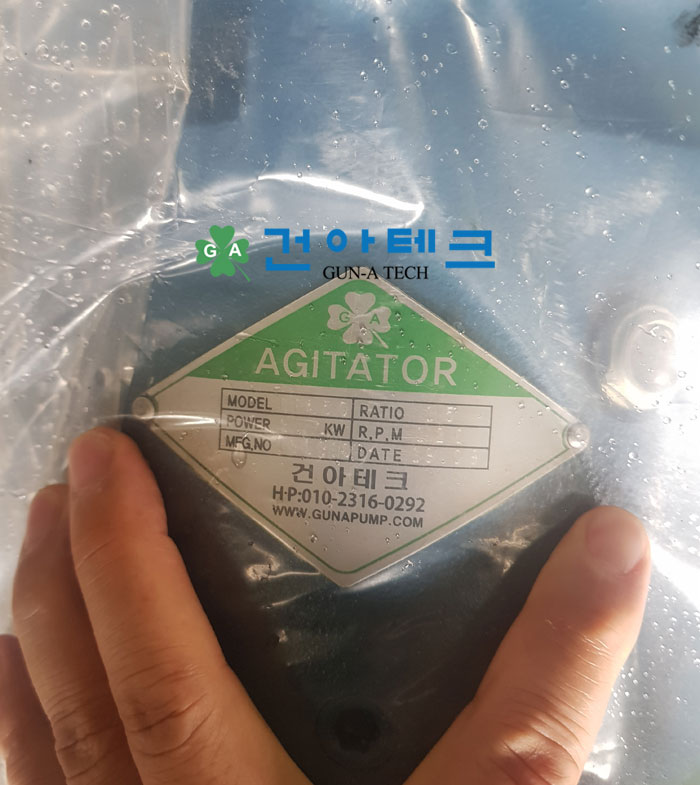 G A 건아테크
GUN-A TECH
G A
AGITATOR
MODEL RATIO
POWER KW R.P.M
MFG.NO DATE
건아테크
H·P:010-2316-0292
WWW.GUNAPUMP.COM